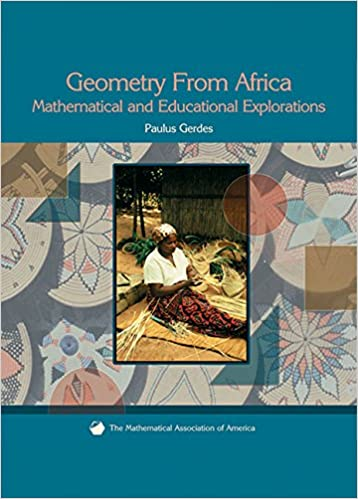 Geometry From Africa
Mathematical and Educational Explorations
Paulus Gerdes
The Mathematical Association of America